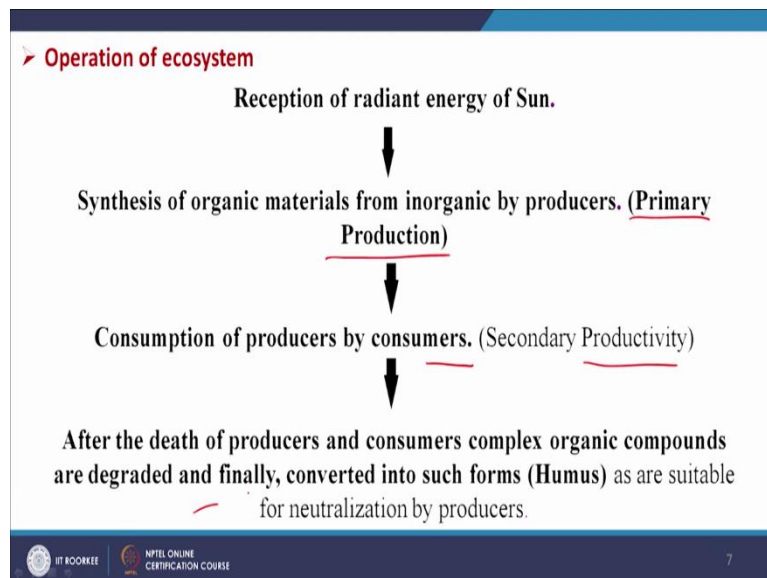 ➢ Operation of ecosystem
Reception of radiant energy of Sun.
Synthesis of organic materials from inorganic by producers. (Primary
Production)
Consumption of producers by consumers. (Secondary Productivity)
After the death of producers and consumers complex organic compounds
are degraded and finally, converted into such forms (Humus) as are suitable
for neutralization by producers.
IIT ROORKEE
NPTEL ONLINE
CERTIFICATION COURSE
7